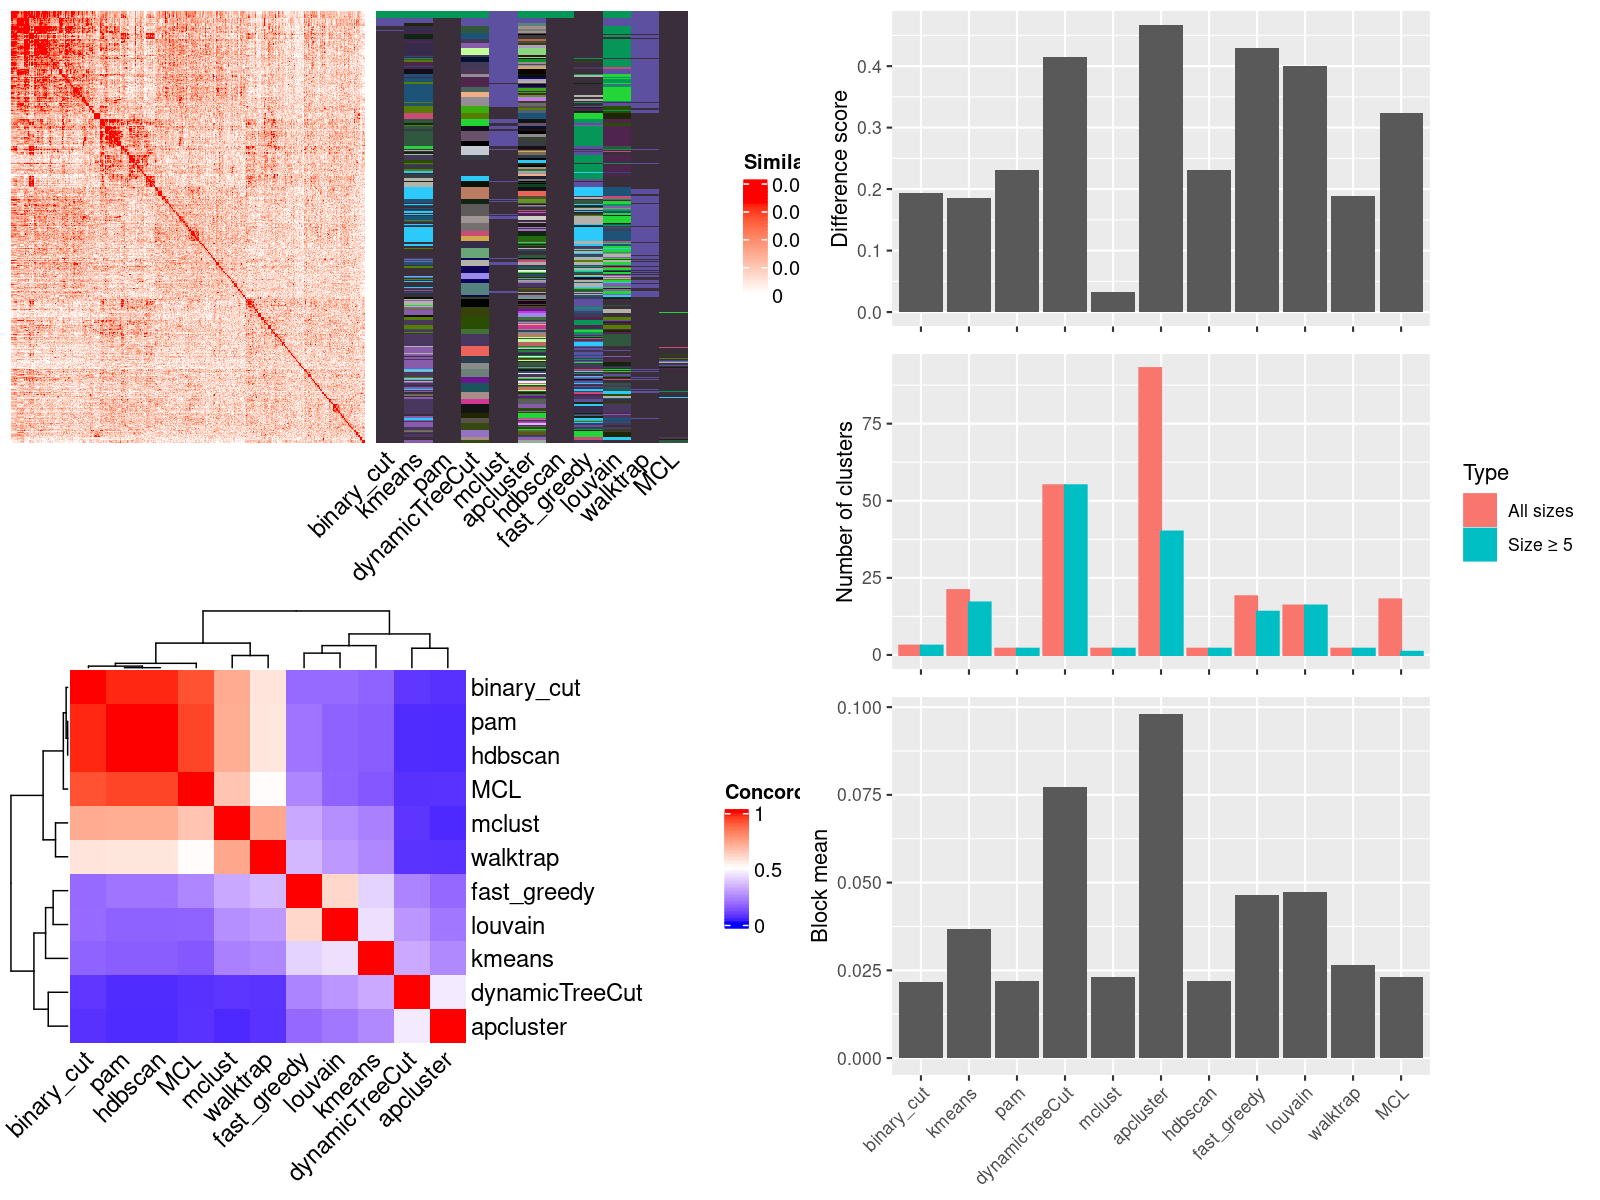 Simila
0.0
0.0
0.0
0.0
0
binary_cut
kmeans
pam
dynamicTreeCut
mclust
apcluster
hdbscan
fast_greedy
louvain
walktrap
MCL
binary_cut
pam
hdbscan
MCL
mclust
walktrap
fast_greedy
louvain
kmeans
dynamicTreeCut
apcluster
binary_cut
pam
hdbscan
MCL
mclust
walktrap
fast_greedy
louvain
kmeans
dynamicTreeCut
apcluster
Concord
1
0.5
0
Difference score
0.4
0.3
0.2
0.1
0.0
Number of clusters
75
50
25
0
Type
All sizes
Size ≥ 5
Block mean
0.100
0.075
0.050
0.025
0.000
binary_cut
kmeans
pam
dynamicTreeCut
mclust
apcluster
hdbscan
fast_greedy
louvain
walktrap
MCL